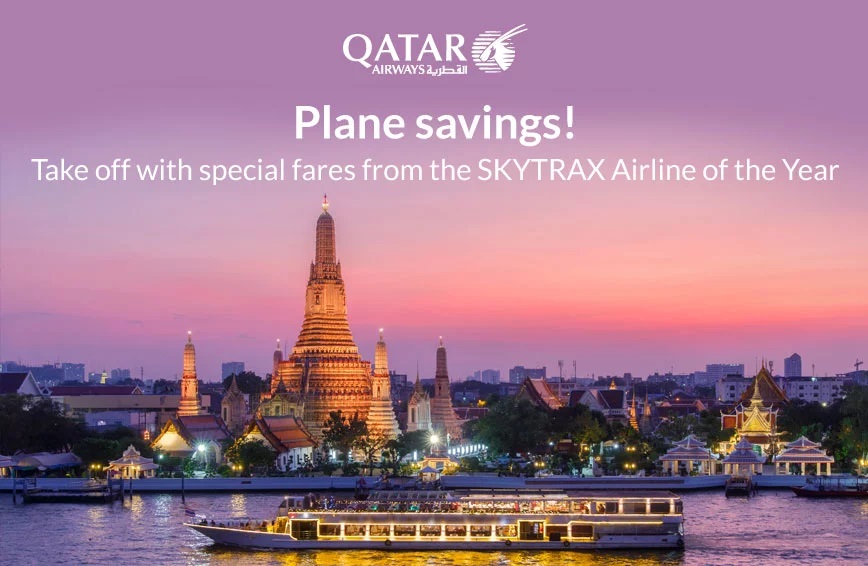 QATAR
AIRWAYS القطرية
Plane savings!
Take off with special fares from the SKYTRAX Airline of the Year